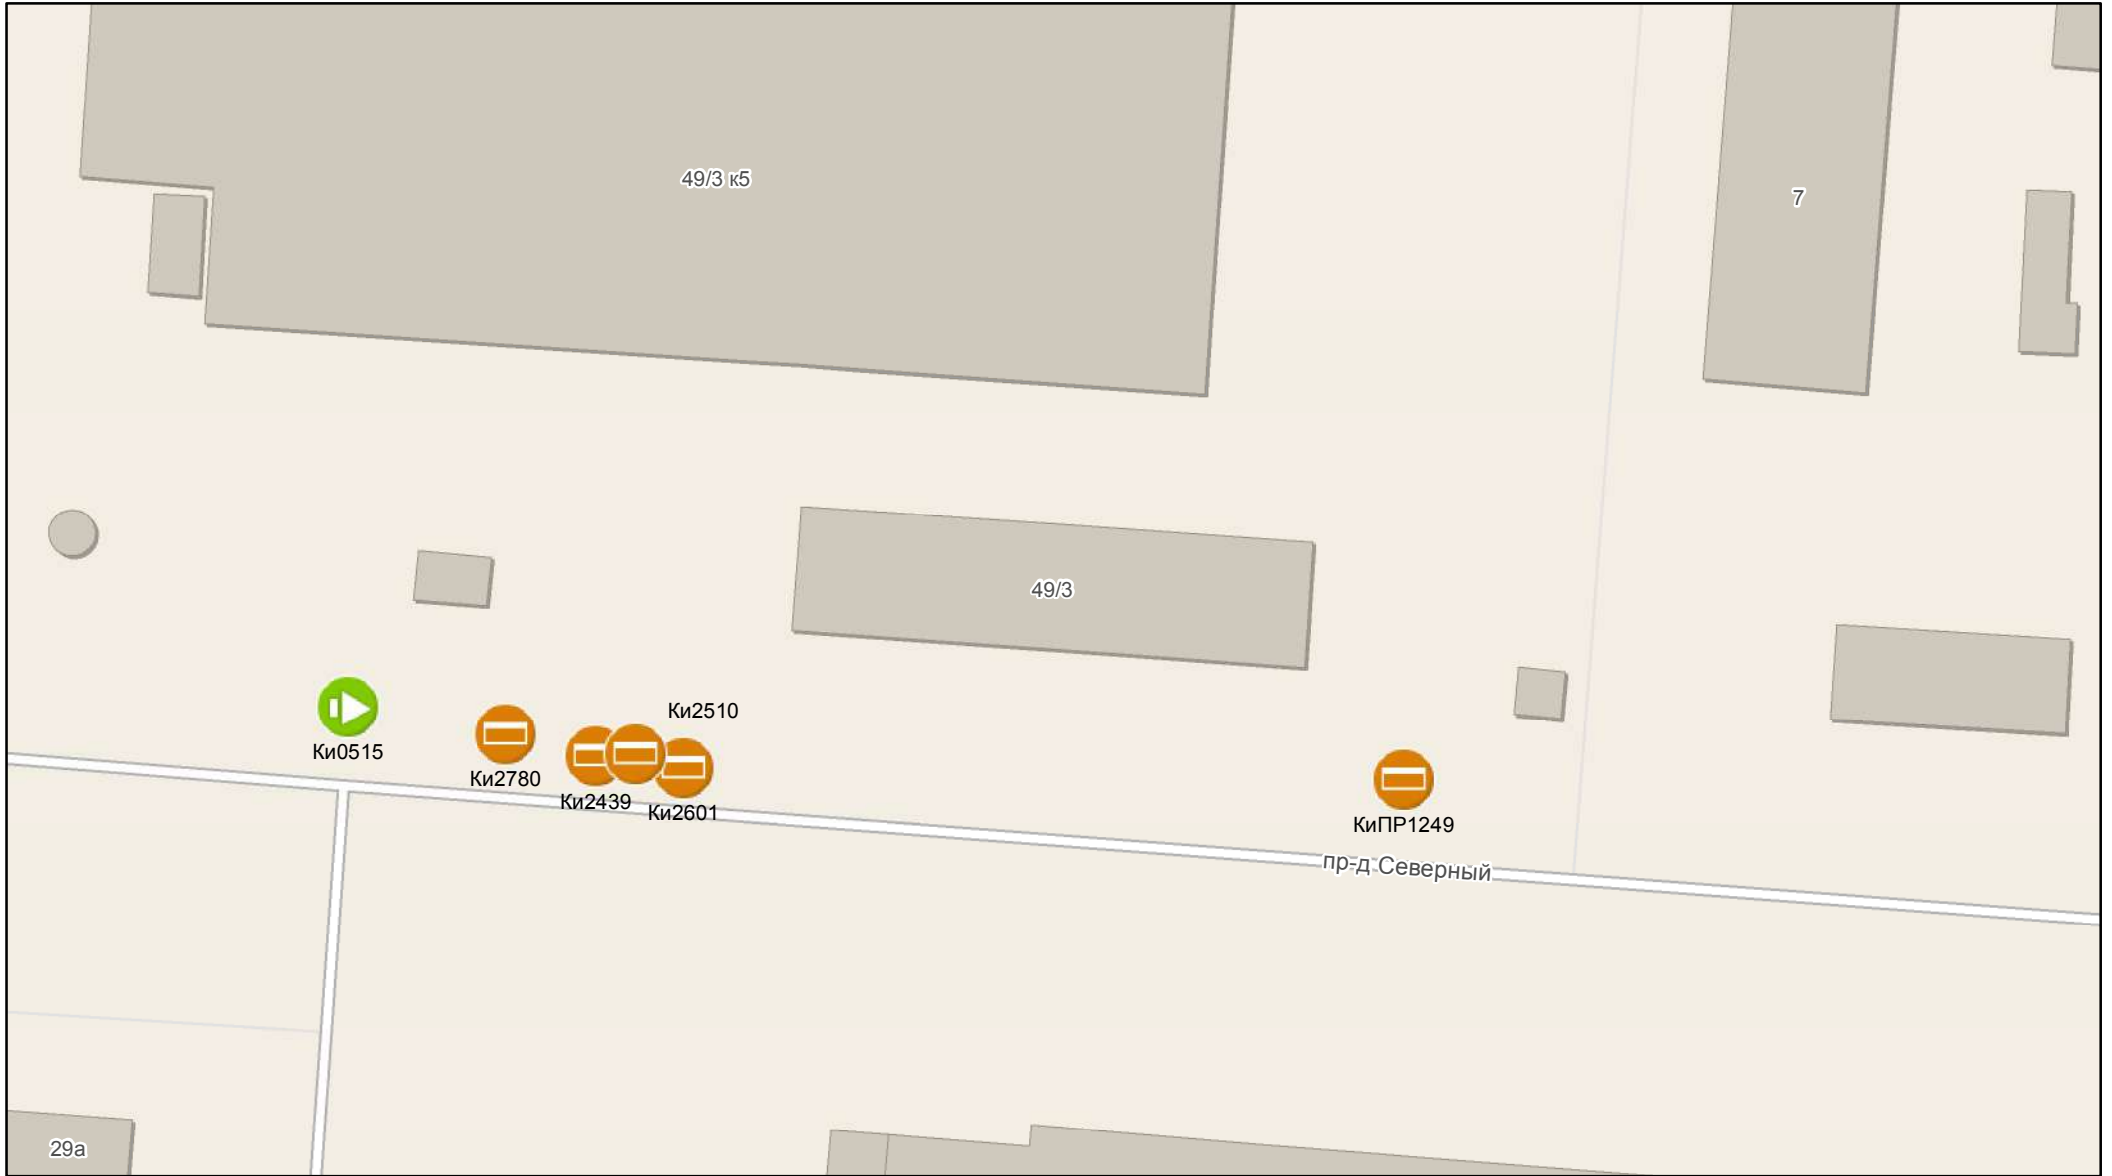 49/3 к5
7
49/3
Ки2510
Ки0515
Ки2780
Ки2439
Ки2601
КиПР1249
пр-д Северный
29а